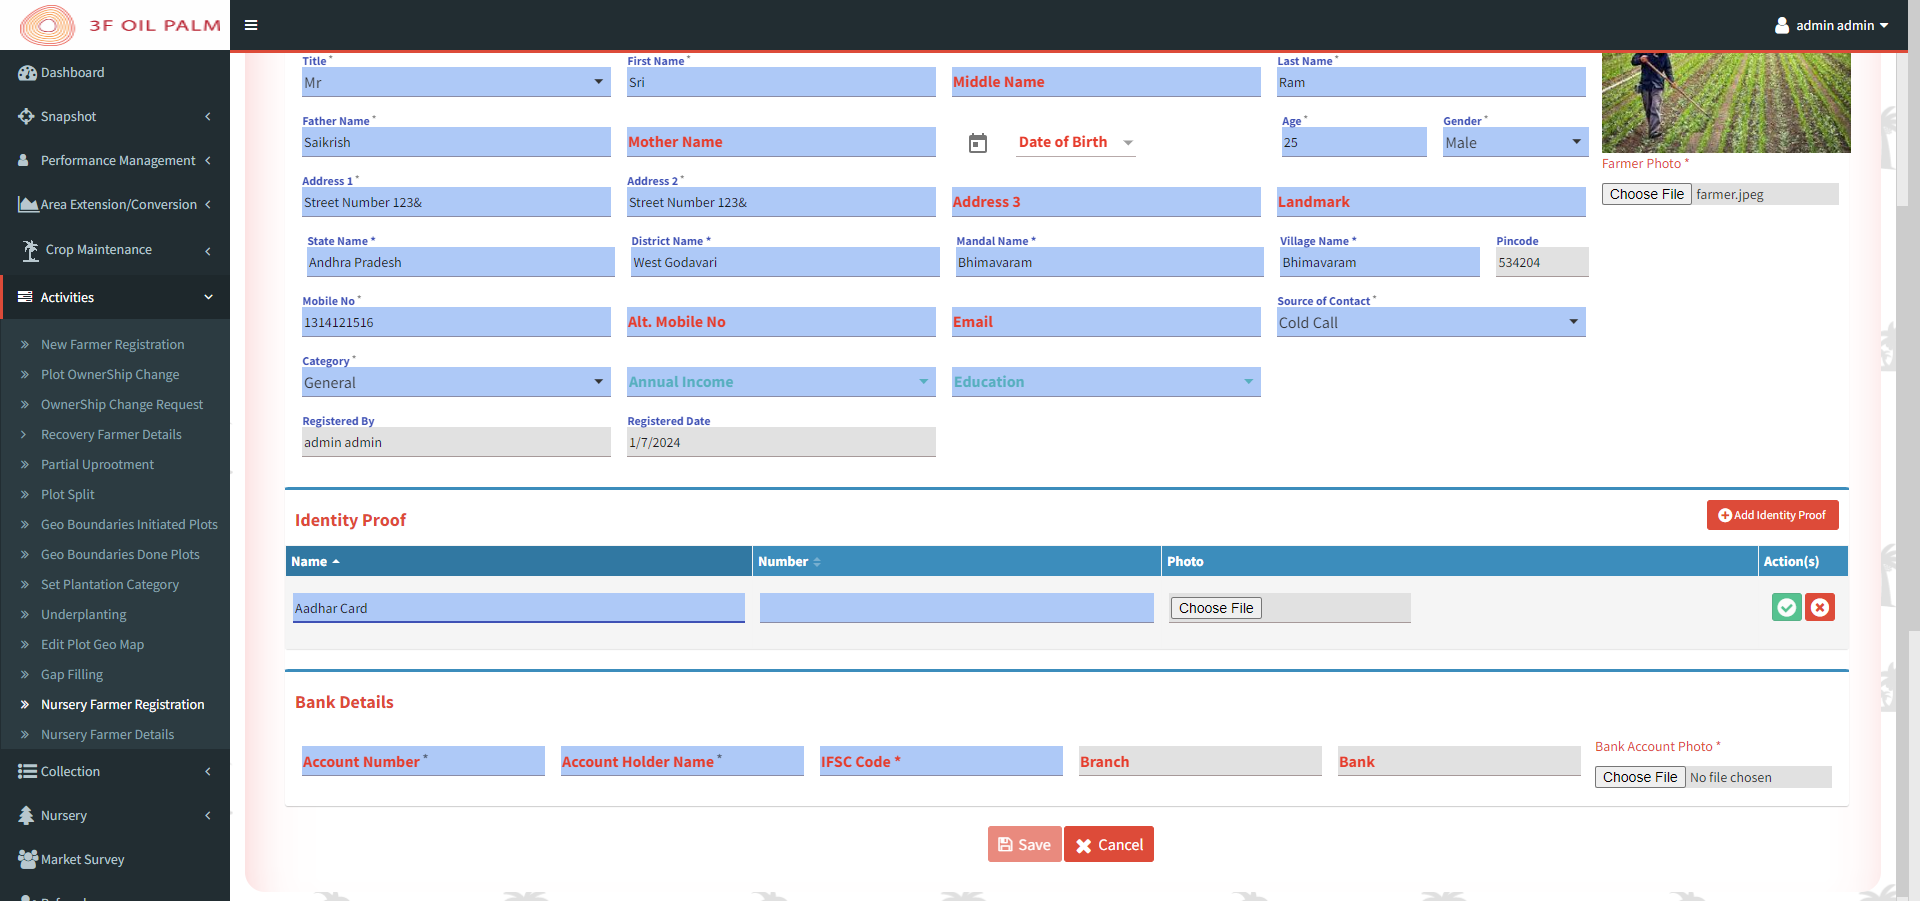 3F OIL PALM
admin admin
Dashboard
Snapshot
Performance Management
Area Extension/Conversion
Crop Maintenance
Activities
New Farmer Registration
Plot OwnerShip Change
OwnerShip Change Request
Recovery Farmer Details
Partial Uprootment
Plot Split
Geo Boundaries Initiated Plots
Geo Boundaries Done Plots
Set Plantation Category
Underplanting
Edit Plot Geo Map
Gap Filling
Nursery Farmer Registration
Nursery Farmer Details
Collection
Nursery
Market Survey
Title * First Name * Last Name *
Mr Sri Middle Name Ram
Father Name * Age * Gender *
Saikrish Mother Name Date of Birth 25 Male
Farmer Photo *
Choose File farmer.jpeg
Address 1 * Address 2 *
Street Number 123& Street Number 123& Address 3 Landmark
State Name * District Name * Mandal Name * Village Name * Pincode
Andhra Pradesh West Godavari Bhimavaram Bhimavaram 534204
Mobile No * Source of Contact *
1314121516 Alt. Mobile No Email Cold Call
Category *
General Annual Income Education
Registered By Registered Date
admin admin 1/7/2024
Identity Proof Add Identity Proof
Name Number Photo Action(s)
Aadhar Card Choose File
Bank Details
Account Number * Account Holder Name * IFSC Code * Branch Bank
Bank Account Photo *
Choose File No file chosen
Save Cancel